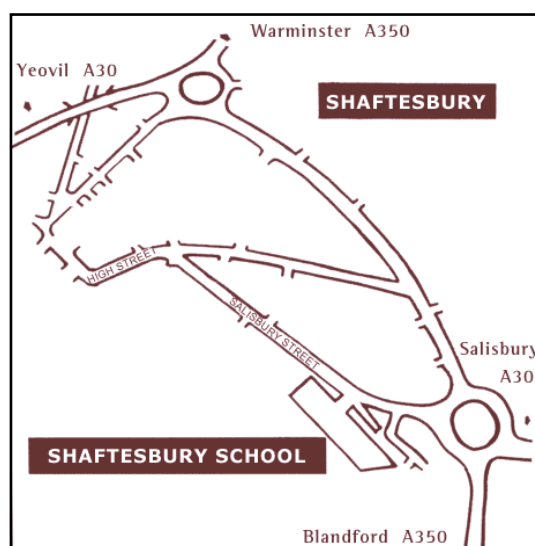 Warminster A350
Yeovil A30
SHAFTESBURY
HIGH STREET
SALISBURY STREET
Salisbury
A30
SHAFTESBURY SCHOOL
Blandford A350